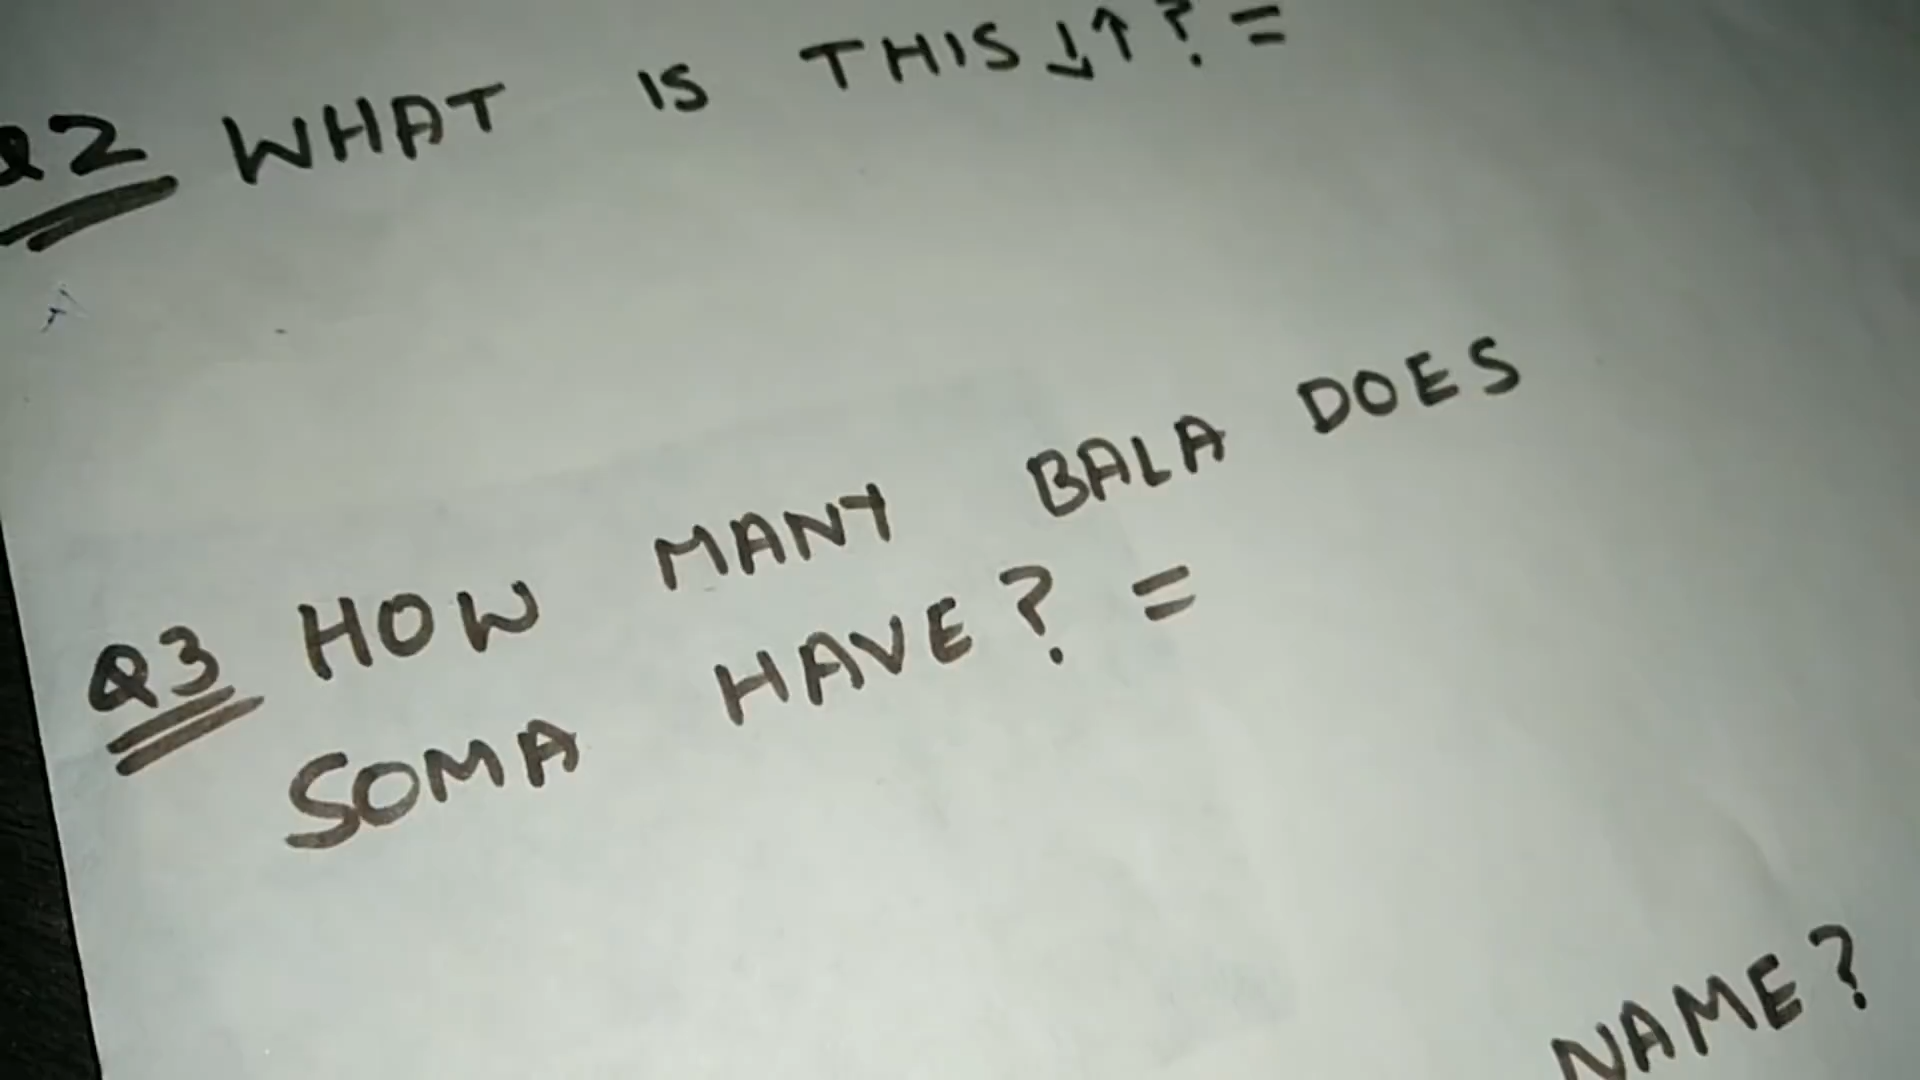 Q2 WHAT IS THIS ↓↑? =
Q3 HOW MANY BALA DOES
SOMA HAVE? =
NAME?